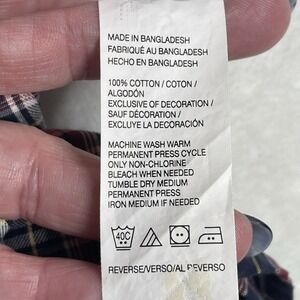 MADE IN BANGLADESH
FABRIQUÉ AU BANGLADESH
HECHO EN BANGLADESH
100% COTTON / COTON /
ALGODÓN
EXCLUSIVE OF DECORATION /
SAUF DÉCORATION /
EXCLUYE LA DECORACIÓN
MACHINE WASH WARM
PERMANENT PRESS CYCLE
ONLY NON-CHLORINE
BLEACH WHEN NEEDED
TUMBLE DRY MEDIUM
PERMANENT PRESS
IRON MEDIUM IF NEEDED
40C
REVERSE/VERSO/AL REVERSO